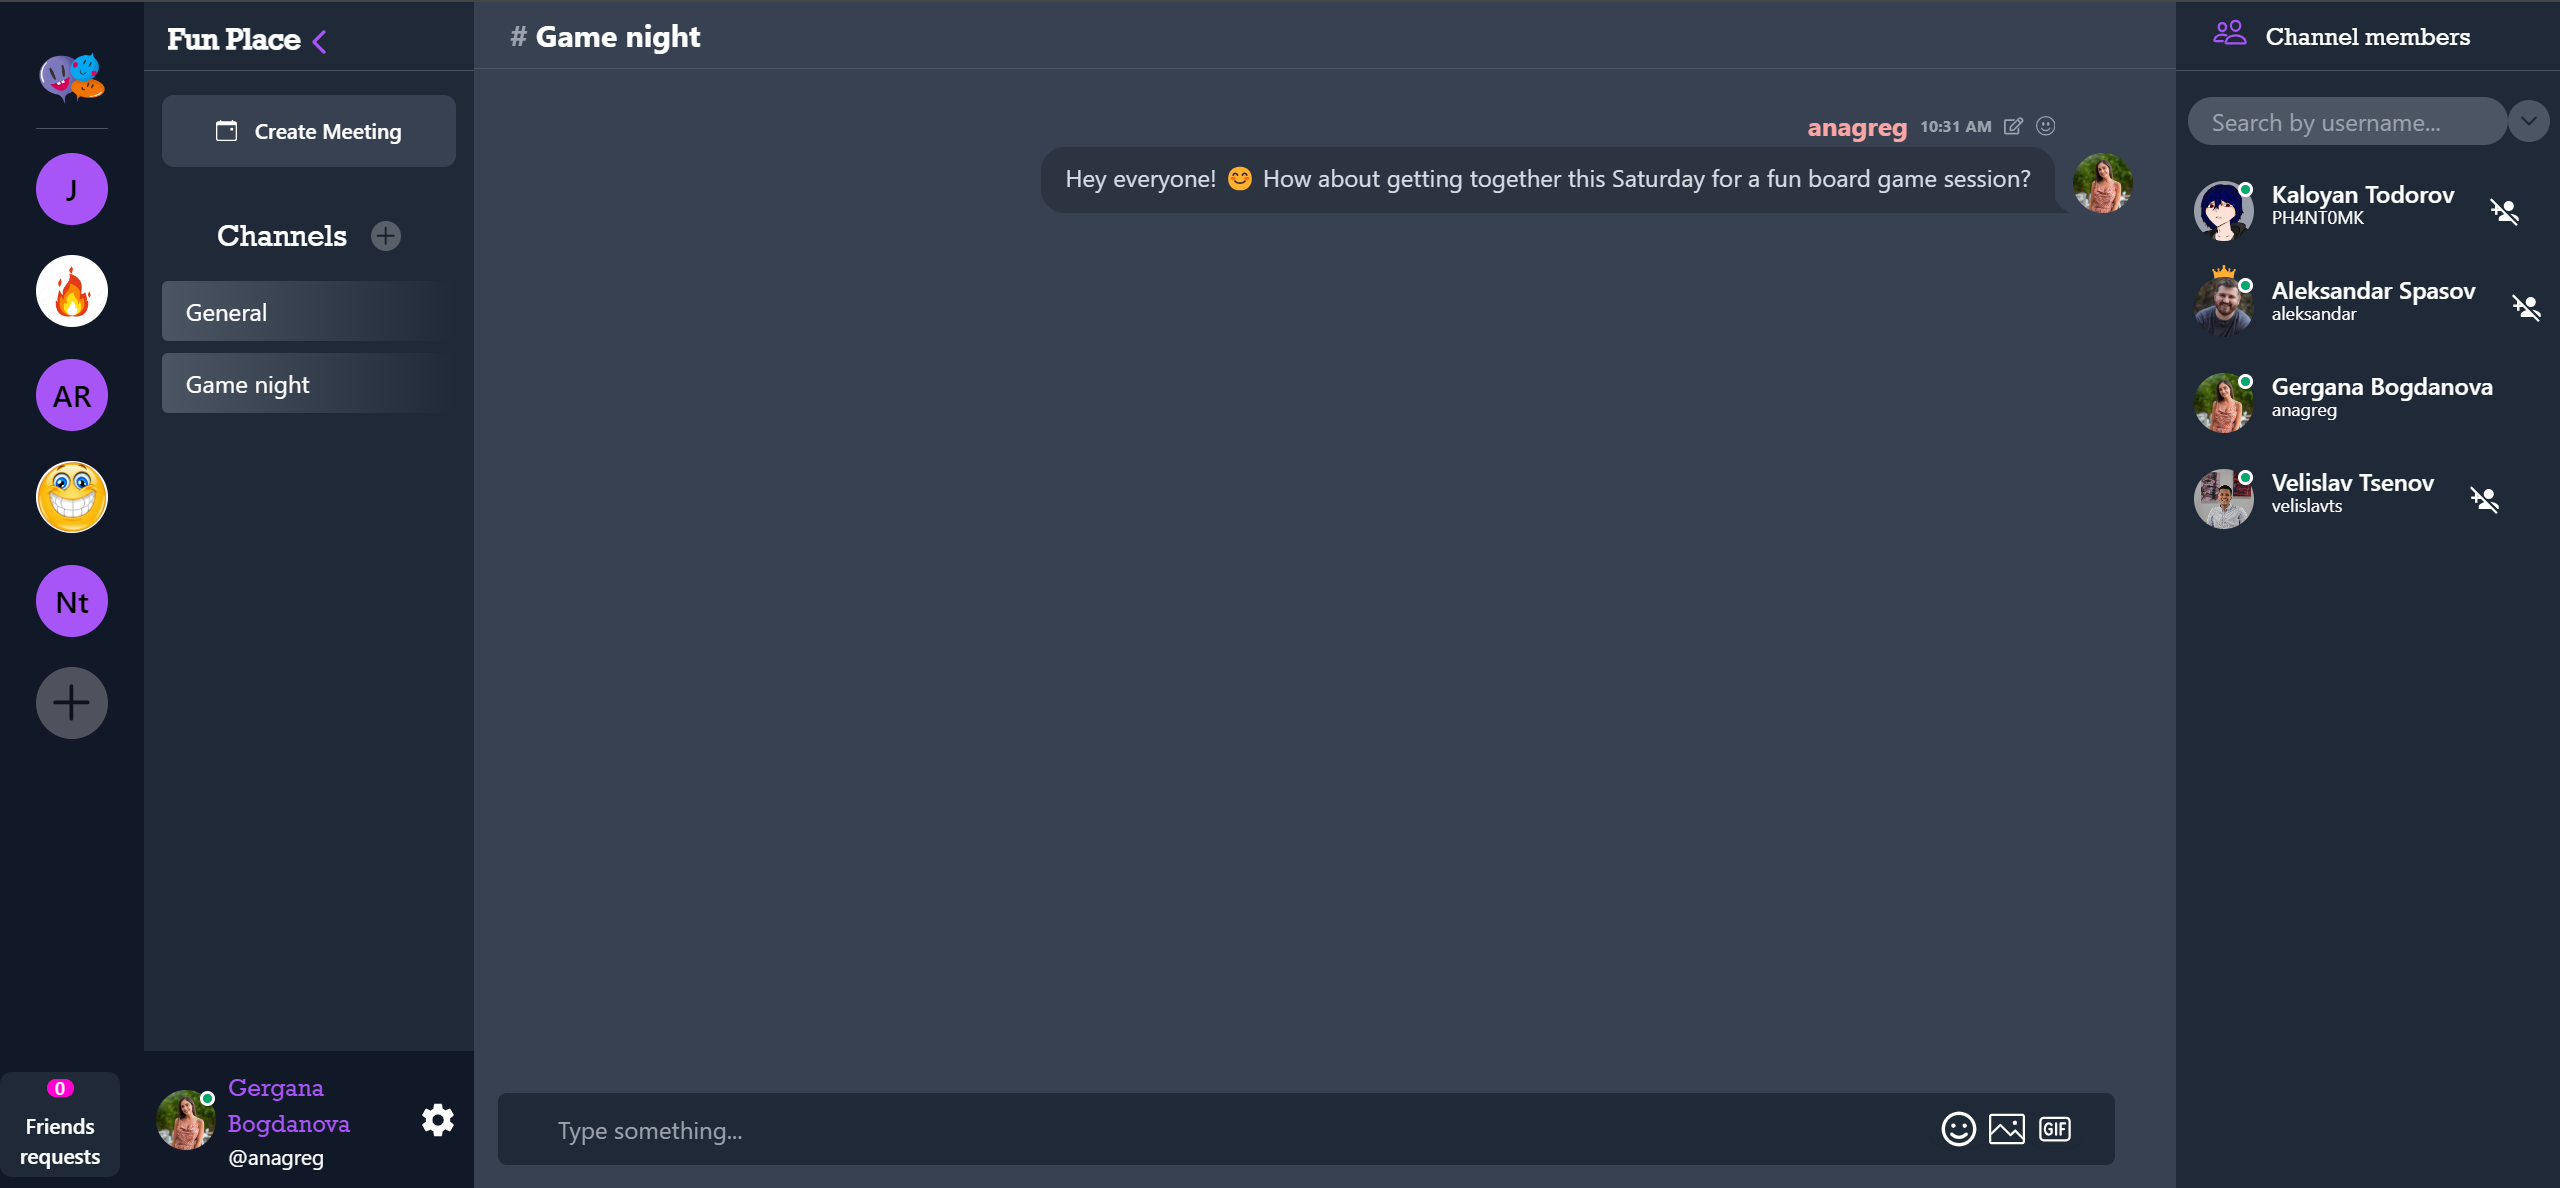 J
AR
Nt
0
Friends
requests
Fun Place
Create Meeting
Channels
General
Game night
Gergana
Bogdanova
@anagreg
# Game night
anagreg 10:31 AM
Hey everyone! 😊 How about getting together this Saturday for a fun board game session?
Type something...
GIF
Channel members
Search by username...
Kaloyan Todorov
PH4NT0MK
Aleksandar Spasov
aleksandar
Gergana Bogdanova
anagreg
Velislav Tsenov
velislavts